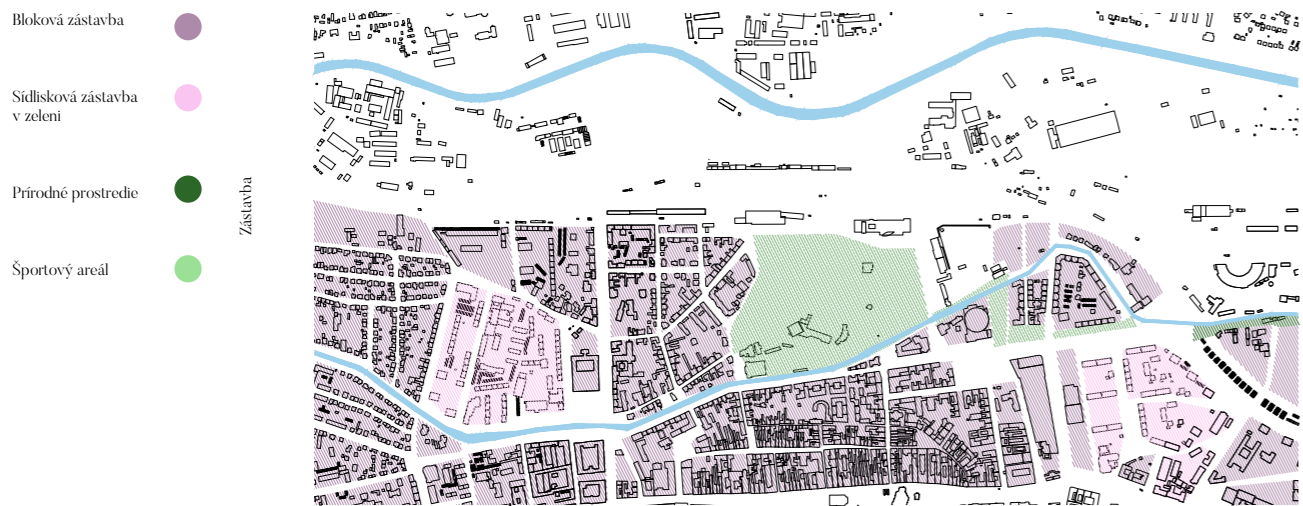 Bloková zástavba
Sídlisková zástavba
v zeleni
Prírodné prostredie
Športový areál
Zástavba